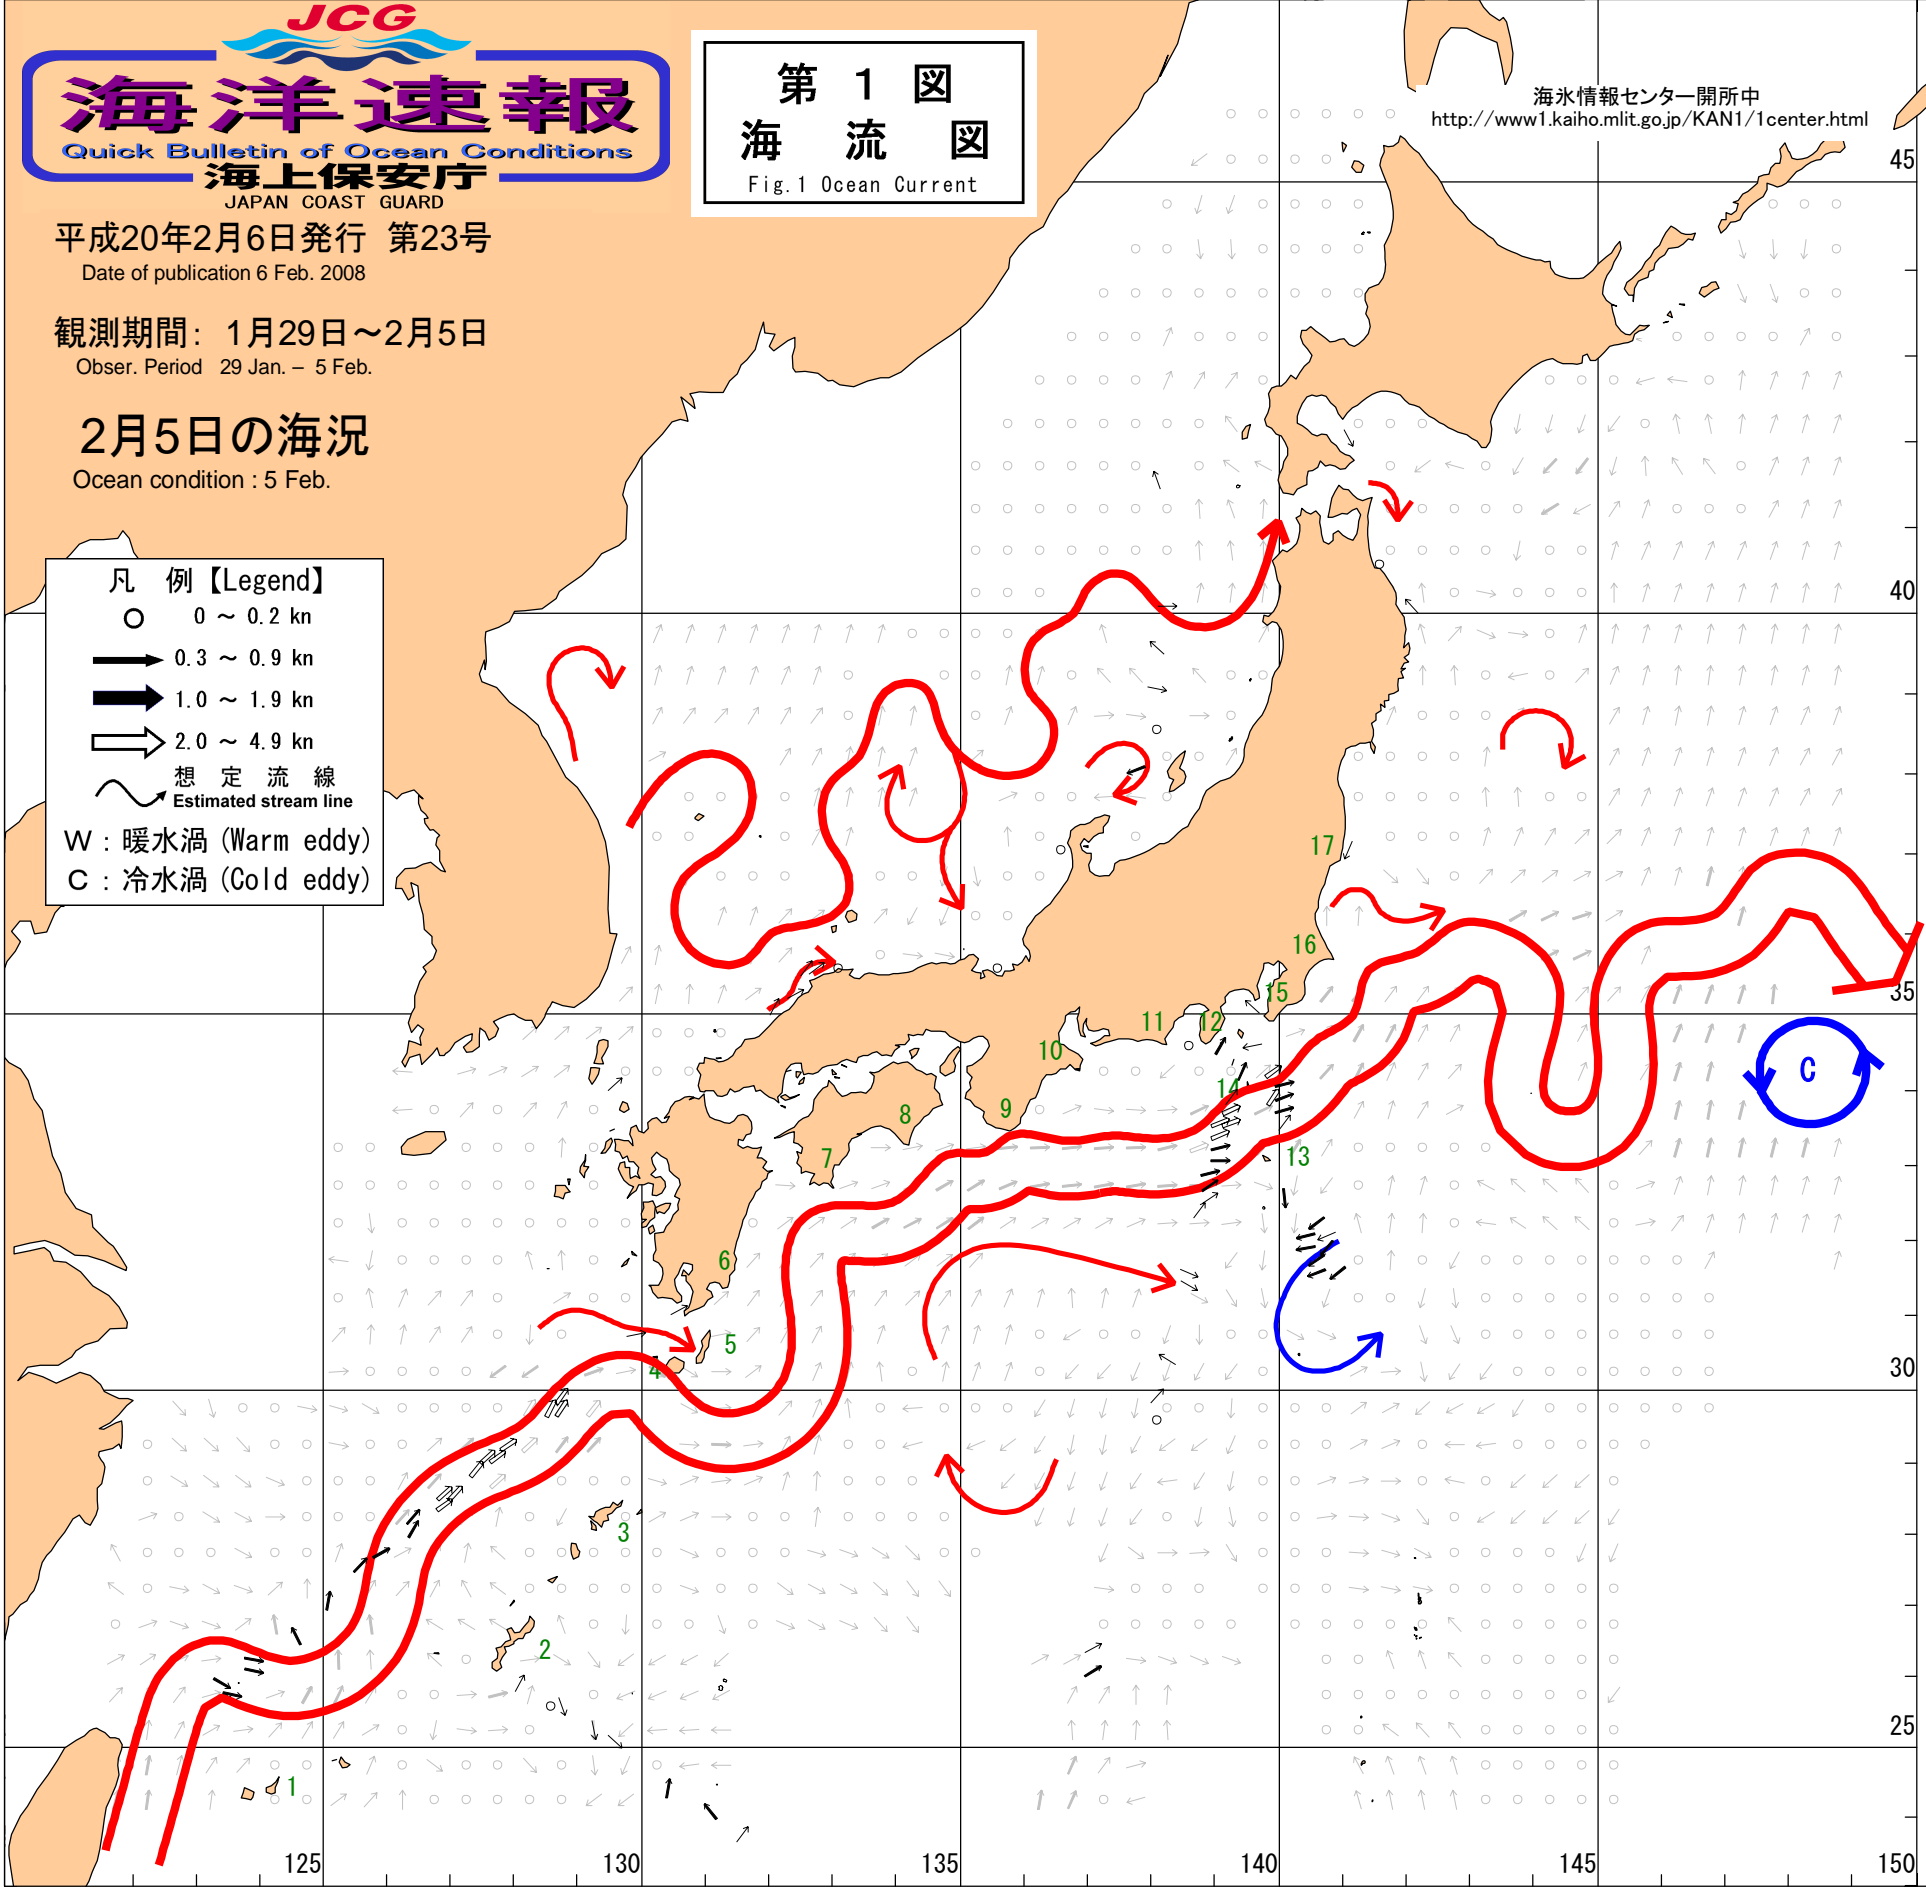 JCG
海洋速報
Quick Bulletin of Ocean Conditions
海上保安庁
JAPAN COAST GUARD
平成20年2月6日発行 第23号
Date of publication 6 Feb. 2008
観測期間: 1月29日～2月5日
Obser. Period 29 Jan. – 5 Feb.
2月5日の海況
Ocean condition : 5 Feb.
第 1 図
海 流 図
Fig.1 Ocean Current
海氷情報センター開所中
http://www1.kaiho.mlit.go.jp/KAN1/1center.html
凡 例【Legend】
0 ～ 0.2 kn
0.3 ～ 0.9 kn
1.0 ～ 1.9 kn
2.0 ～ 4.9 kn
想 定 流 線
Estimated stream line
W : 暖水渦 (Warm eddy)
C : 冷水渦 (Cold eddy)
45
40
17
16
15
35
11
12
10
C
14
9
8
13
7
6
5
4
30
3
2
25
1
125
130
135
140
145
150